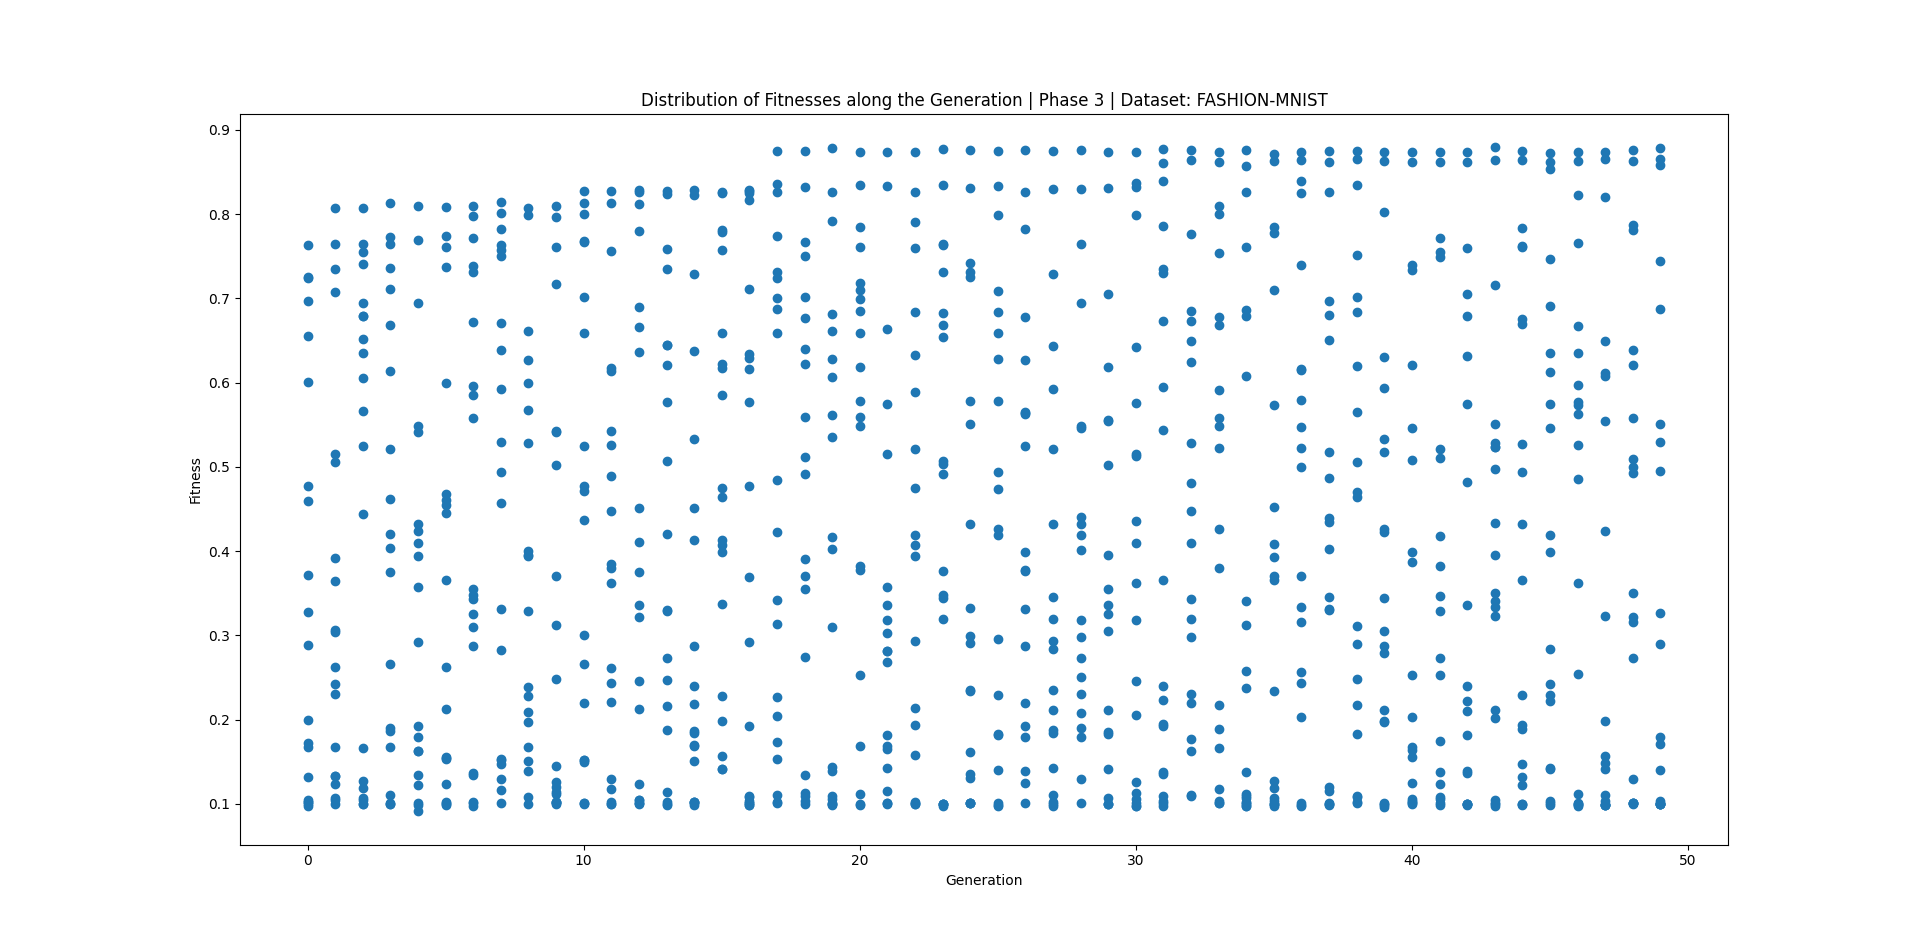 Distribution of Fitnesses along the Generation | Phase 3 | Dataset: FASHION-MNIST
0.9
0.8
0.7
0.6
0.5
0.4
0.3
0.2
0.1
Fitness
0 10 20 30 40 50
Generation